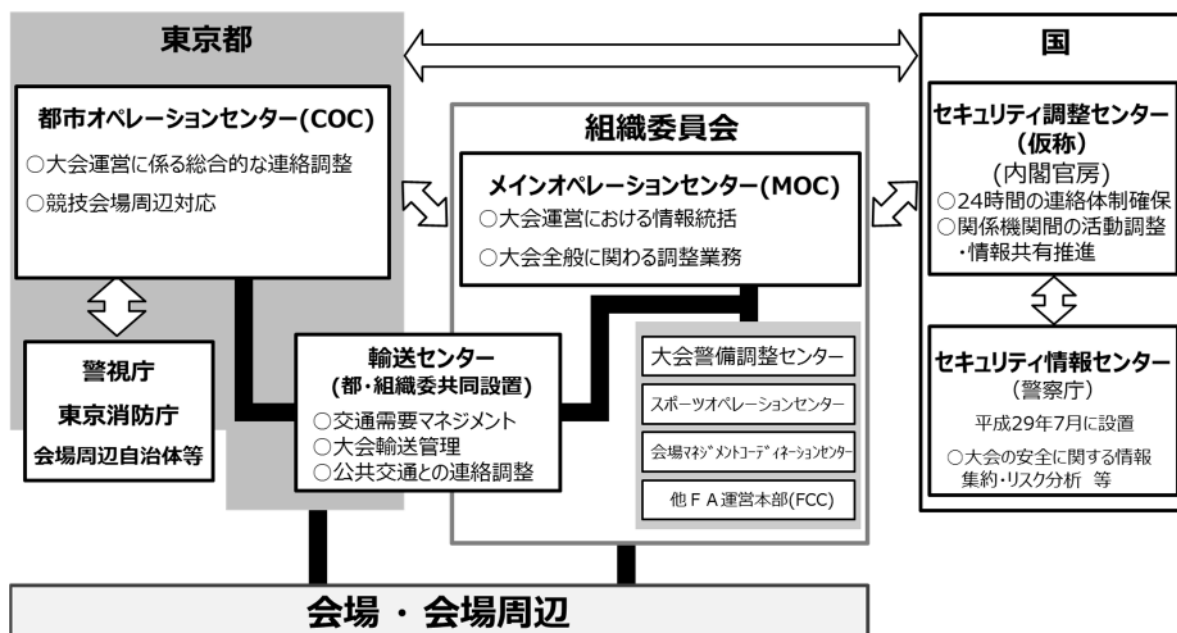 東京都
都市オペレーションセンター(COC)
○大会運営に係る総合的な連絡調整
○競技会場周辺対応
警視庁
東京消防庁
会場周辺自治体等
組織委員会
メインオペレーションセンター(MOC)
○大会運営における情報統括
○大会全般に関わる調整業務
輸送センター
(都・組織委共同設置)
○交通需要マネジメント
○大会輸送管理
○公共交通との連絡調整
大会警備調整センター
スポーツオペレーションセンター
会場ﾏﾈｼﾞﾒﾝﾄｺｰﾃﾞｨﾈｰｼｮﾝｾﾝﾀｰ
他ＦＡ運営本部(FCC)
国
セキュリティ調整センター
(仮称)
(内閣官房)
○24時間の連絡体制確保
○関係機関間の活動調整
・情報共有推進
セキュリティ情報センター
(警察庁)
平成29年7月に設置
○大会の安全に関する情報
集約・リスク分析 等
会場・会場周辺